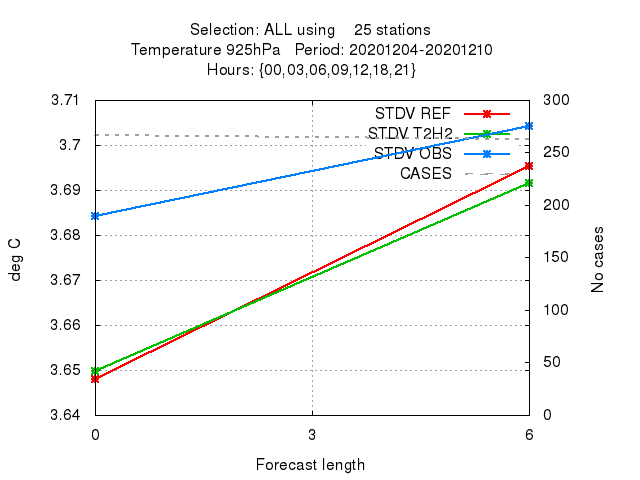 Selection: ALL using    25 stations
Temperature 925hPa   Period: 20201204-20201210
Hours: {00,03,06,09,12,18,21}
STDV REF
STDV T2H2
STDV OBS
CASES
3.71
3.7
3.69
3.68
3.67
3.66
3.65
3.64
300
250
200
150
100
50
0
deg C
No cases
0 3 6
Forecast length